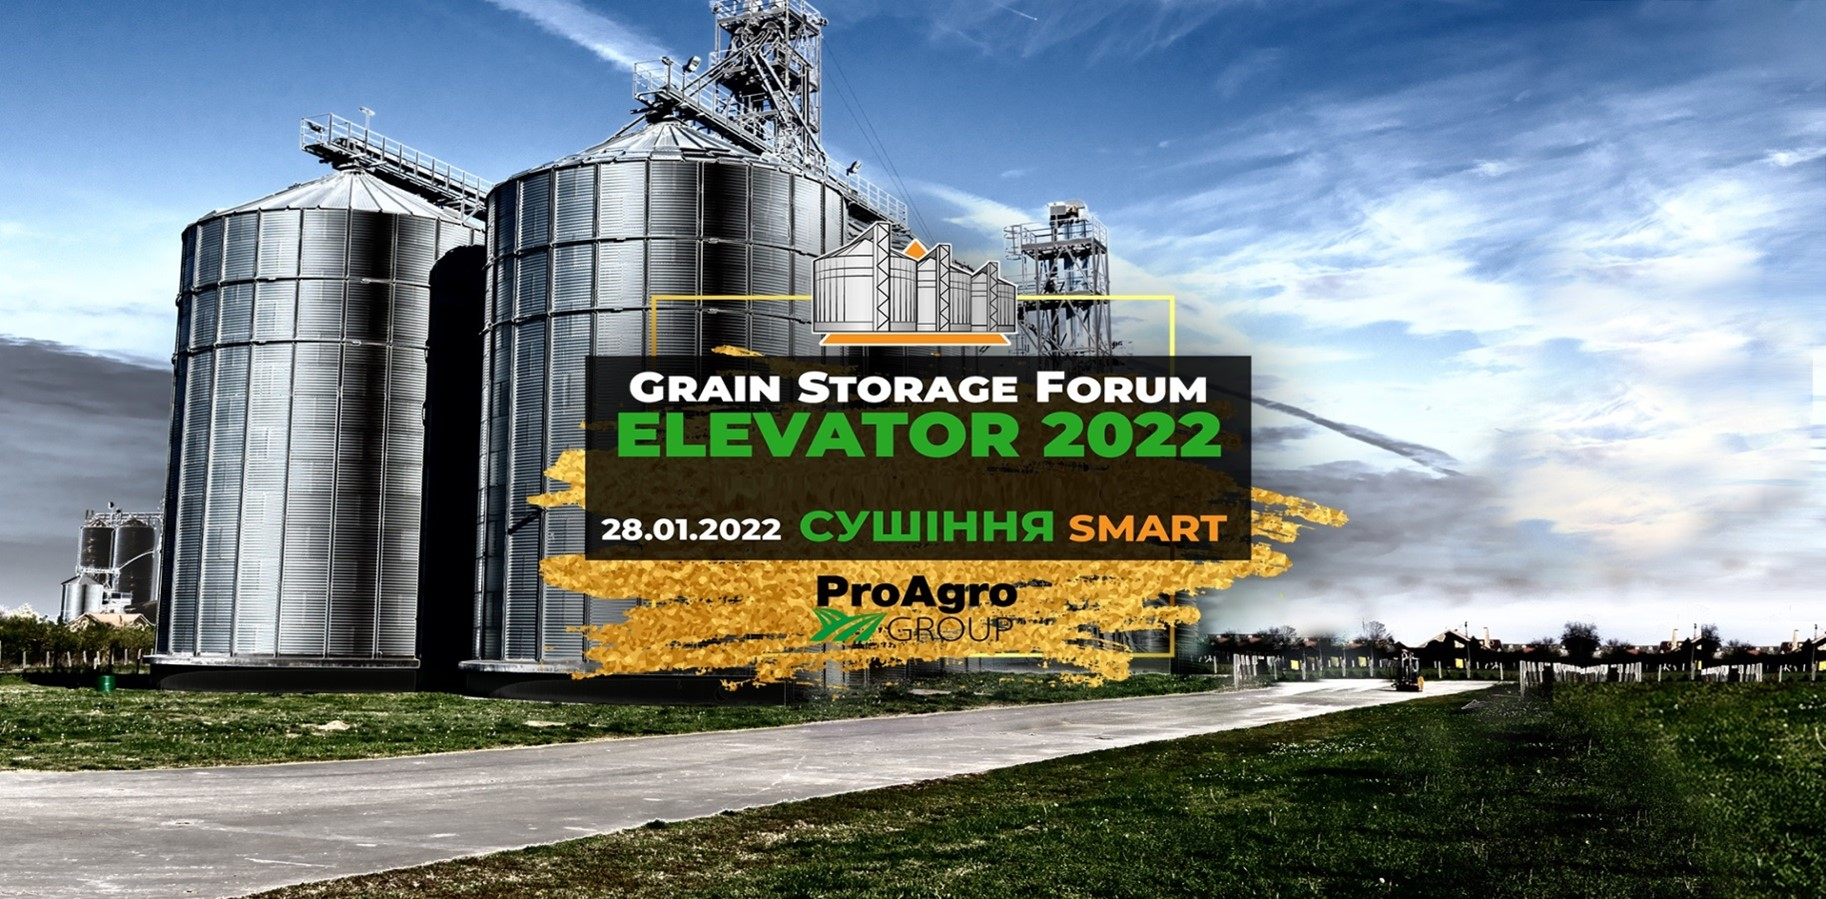 GRAIN STORAGE FORUM
ELEVATOR 2022
28.01.2022 СУШІННЯ SMART
ProAgro
GROUP